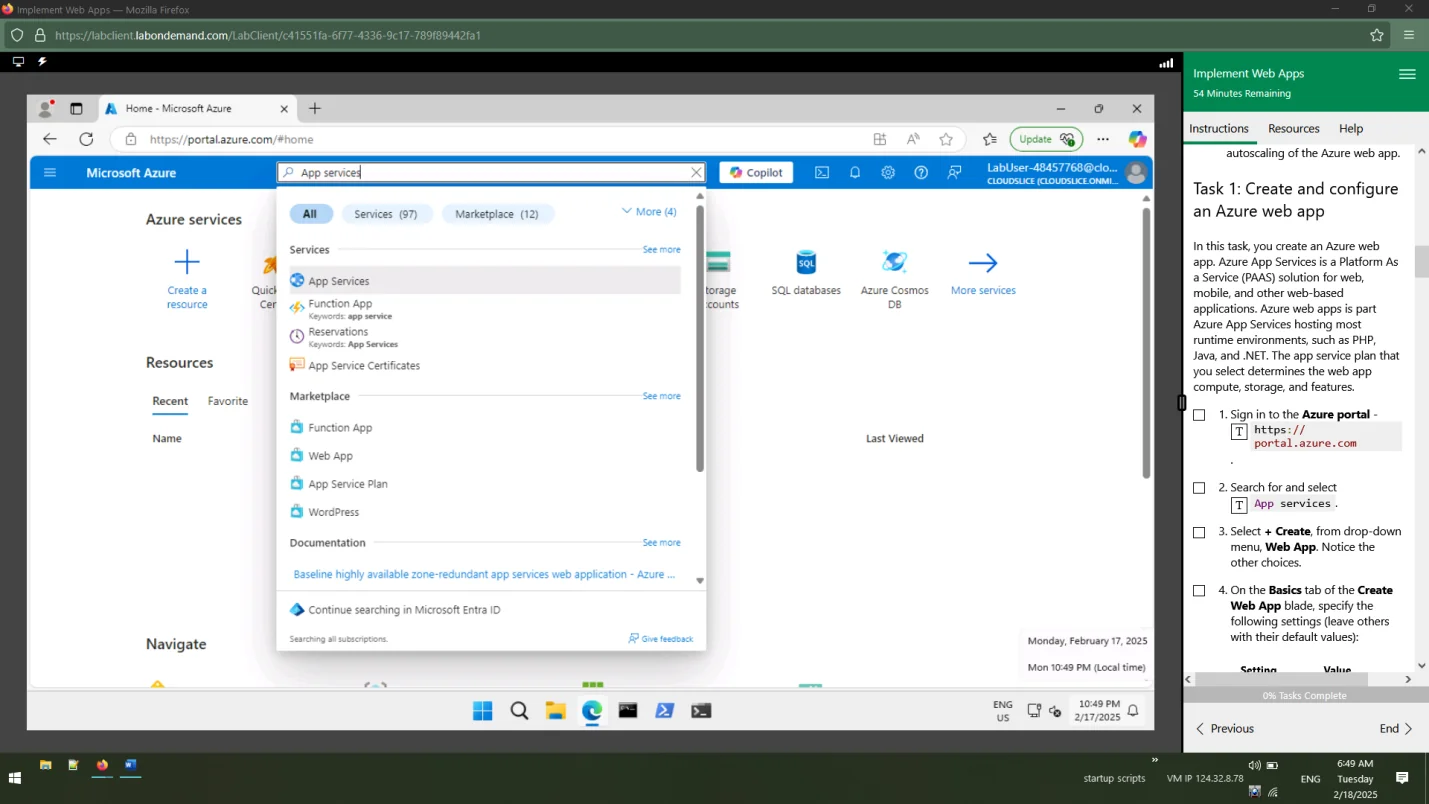 Implement Web Apps — Mozilla Firefox
https://labclient.labondemand.com/LabClient/c41551fa-6f77-4336-9c17-789f89442fa1
Home - Microsoft Azure
https://portal.azure.com/#home
Update
Microsoft Azure
App services
Copilot
LabUser-48457768@clo...
CLOUDSLICE (CLOUDSLICE.ONMI...
Azure services
Create a
resource
SQL databases
Azure Cosmos
DB
More services
All
Services (97)
Marketplace (12)
More (4)
Services
See more
App Services
Function App
Keywords: app service
Reservations
Keywords: App Services
App Service Certificates
Marketplace
See more
Function App
Web App
App Service Plan
WordPress
Documentation
See more
Baseline highly available zone-redundant app services web application - Azure ...
Continue searching in Microsoft Entra ID
Searching all subscriptions.
Give feedback
Resources
Recent
Favorite
Name
Last Viewed
Navigate
Monday, February 17, 2025
Mon 10:49 PM (Local time)
ENG
US
10:49 PM
2/17/2025
Implement Web Apps
54 Minutes Remaining
Instructions
Resources
Help
autoscaling of the Azure web app.
Task 1: Create and configure
an Azure web app
In this task, you create an Azure web
app. Azure App Services is a Platform As
a Service (PAAS) solution for web,
mobile, and other web-based
applications. Azure web apps is part
Azure App Services hosting most
runtime environments, such as PHP,
Java, and .NET. The app service plan that
you select determines the web app
compute, storage, and features.
1. Sign in to the Azure portal -
T https://
portal.azure.com
.
2. Search for and select
T App services .
3. Select + Create, from drop-down
menu, Web App. Notice the
other choices.
4. On the Basics tab of the Create
Web App blade, specify the
following settings (leave others
with their default values):
Setting Value
0% Tasks Complete
Previous
End
startup scripts
VM IP 124.32.8.78
ENG
6:49 AM
Tuesday
2/18/2025